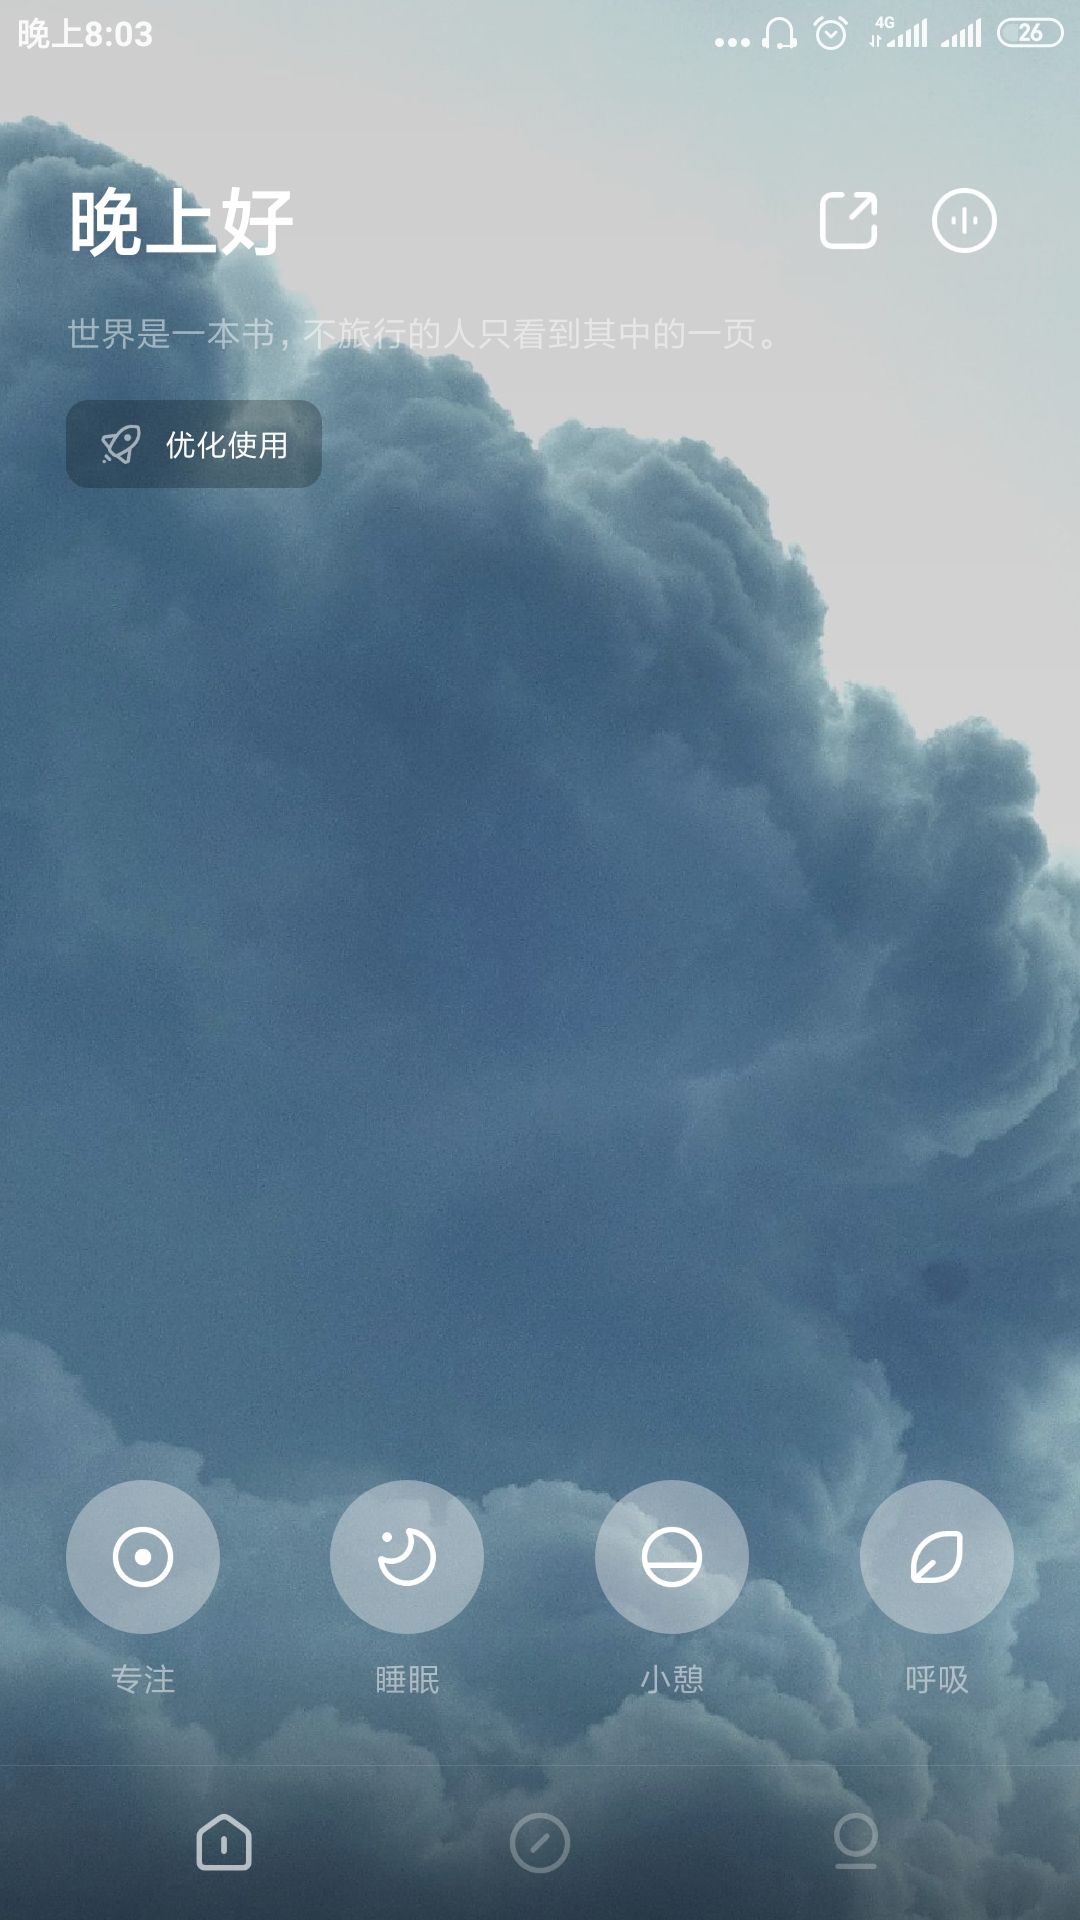 晚上8:03
4G
26
晚上好
世界是一本书，不旅行的人只看到其中的一页。
优化使用
专注
睡眠
小憩
呼吸